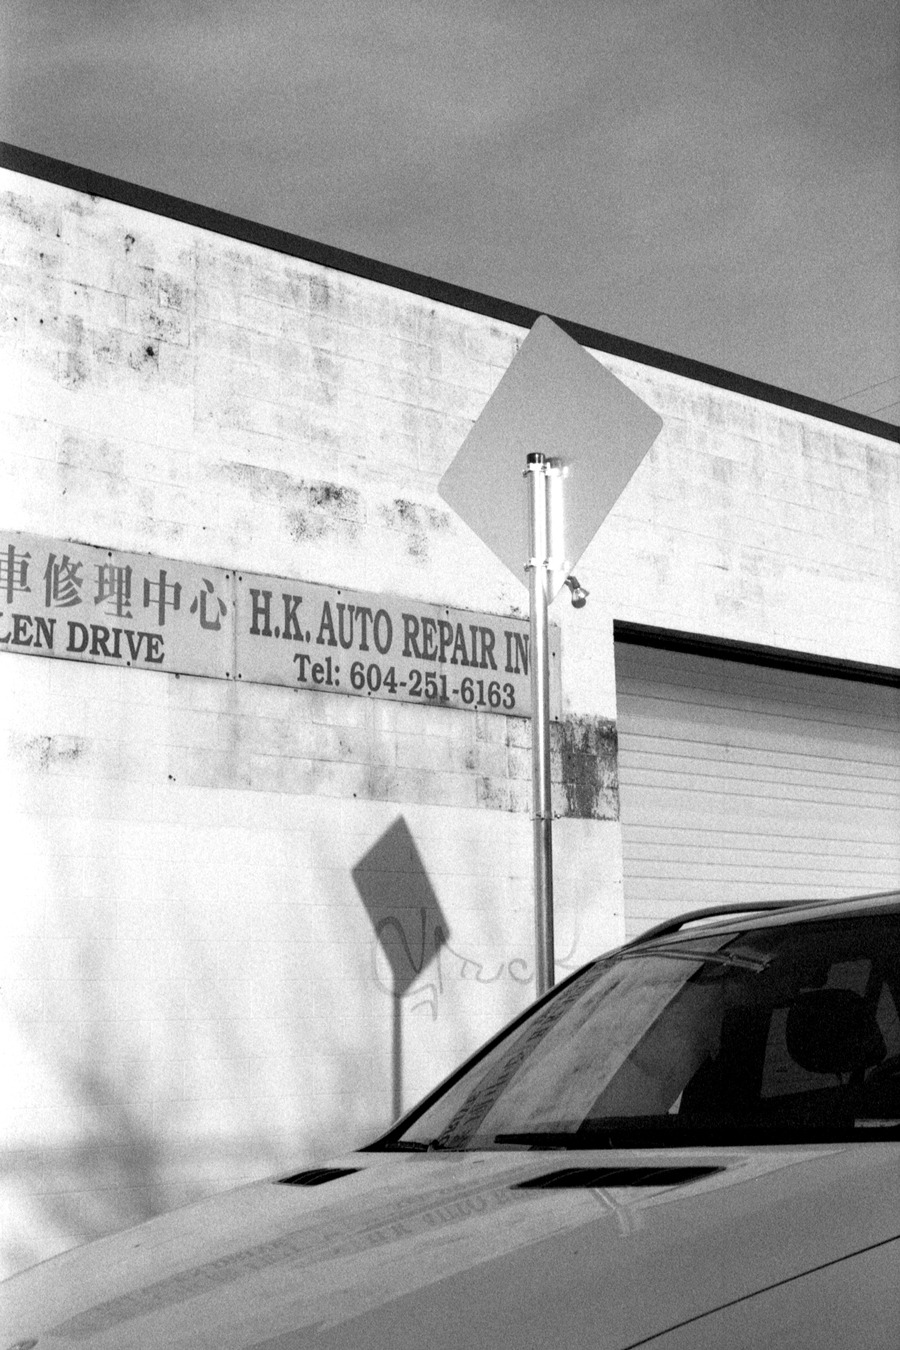 車修理中心
LEN DRIVE
H.K. AUTO REPAIR IN
Tel: 604-251-6163